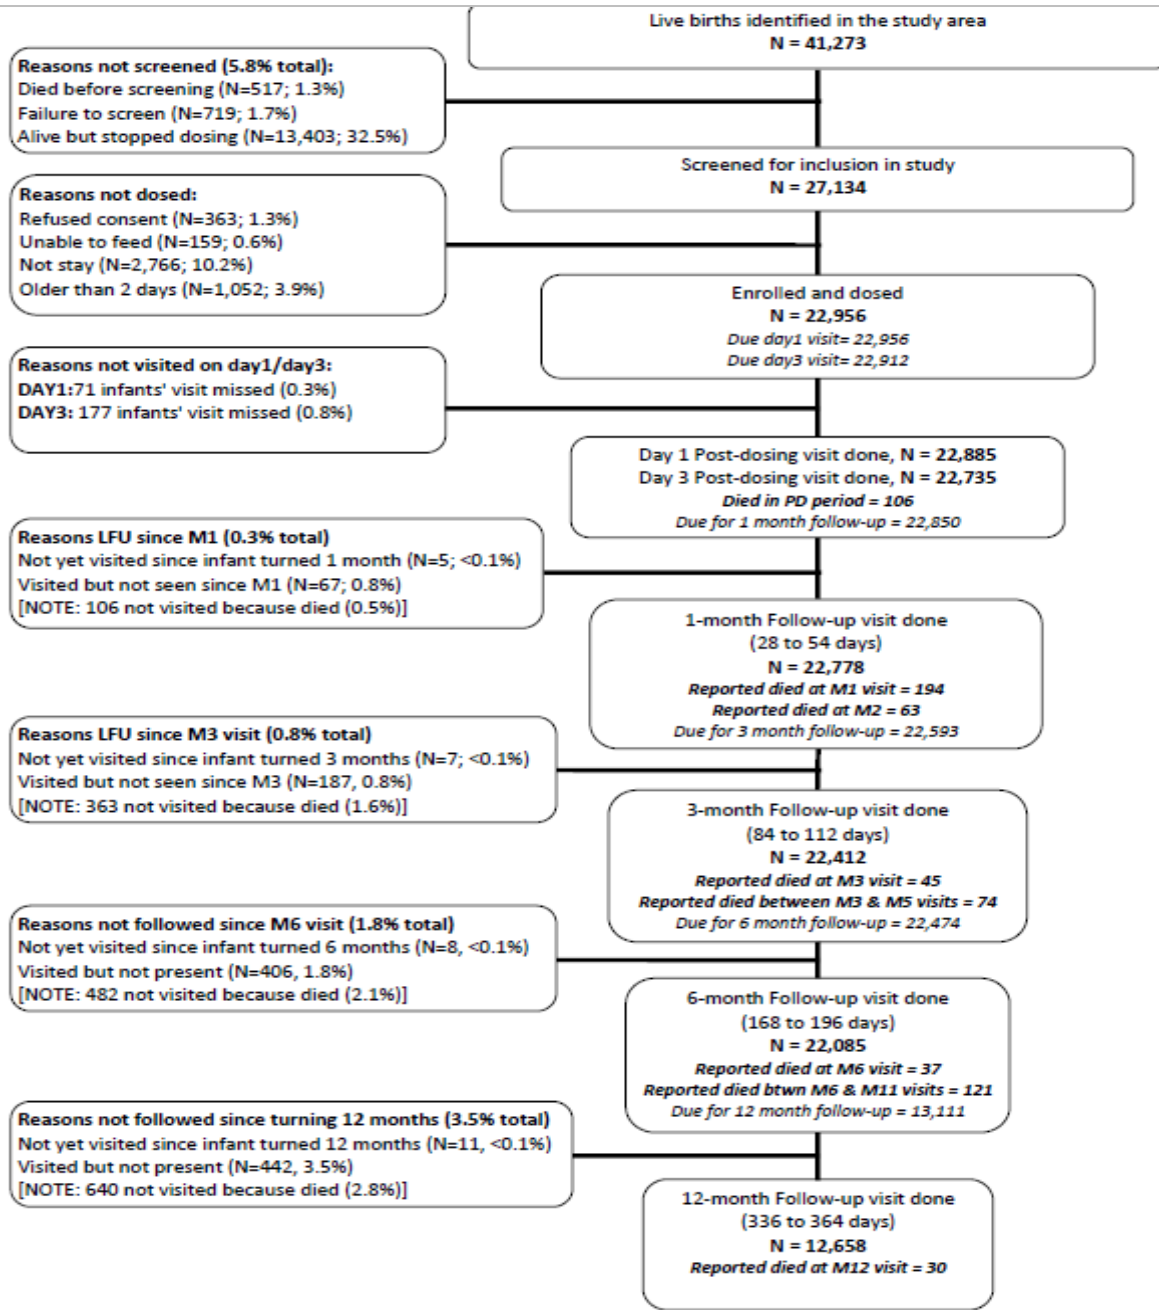 Live births identified in the study area
N = 41,273
Reasons not screened (5.8% total):
Died before screening (N=517; 1.3%)
Failure to screen (N=719; 1.7%)
Alive but stopped dosing (N=13,403; 32.5%)
Screened for inclusion in study
N = 27,134
Reasons not dosed:
Refused consent (N=363; 1.3%)
Unable to feed (N=159; 0.6%)
Not stay (N=2,766; 10.2%)
Older than 2 days (N=1,052; 3.9%)
Enrolled and dosed
N = 22,956
Due day1 visit= 22,956
Due day3 visit= 22,912
Reasons not visited on day1/day3:
DAY1:71 infants' visit missed (0.3%)
DAY3: 177 infants' visit missed (0.8%)
Day 1 Post-dosing visit done, N = 22,885
Day 3 Post-dosing visit done, N = 22,735
Died in PD period = 106
Due for 1 month follow-up = 22,850
Reasons LFU since M1 (0.3% total)
Not yet visited since infant turned 1 month (N=5; <0.1%)
Visited but not seen since M1 (N=67; 0.8%)
[NOTE: 106 not visited because died (0.5%)]
1-month Follow-up visit done
(28 to 54 days)
N = 22,778
Reported died at M1 visit = 194
Reported died at M2 = 63
Due for 3 month follow-up = 22,593
Reasons LFU since M3 visit (0.8% total)
Not yet visited since infant turned 3 months (N=7; <0.1%)
Visited but not seen since M3 (N=187, 0.8%)
[NOTE: 363 not visited because died (1.6%)]
3-month Follow-up visit done
(84 to 112 days)
N = 22,412
Reported died at M3 visit = 45
Reported died between M3 & M5 visits = 74
Due for 6 month follow-up = 22,474
Reasons not followed since M6 visit (1.8% total)
Not yet visited since infant turned 6 months (N=8, <0.1%)
Visited but not present (N=406, 1.8%)
[NOTE: 482 not visited because died (2.1%)]
6-month Follow-up visit done
(168 to 196 days)
N = 22,085
Reported died at M6 visit = 37
Reported died btwn M6 & M11 visits = 121
Due for 12 month follow-up = 13,111
Reasons not followed since turning 12 months (3.5% total)
Not yet visited since infant turned 12 months (N=11, <0.1%)
Visited but not present (N=442, 3.5%)
[NOTE: 640 not visited because died (2.8%)]
12-month Follow-up visit done
(336 to 364 days)
N = 12,658
Reported died at M12 visit = 30